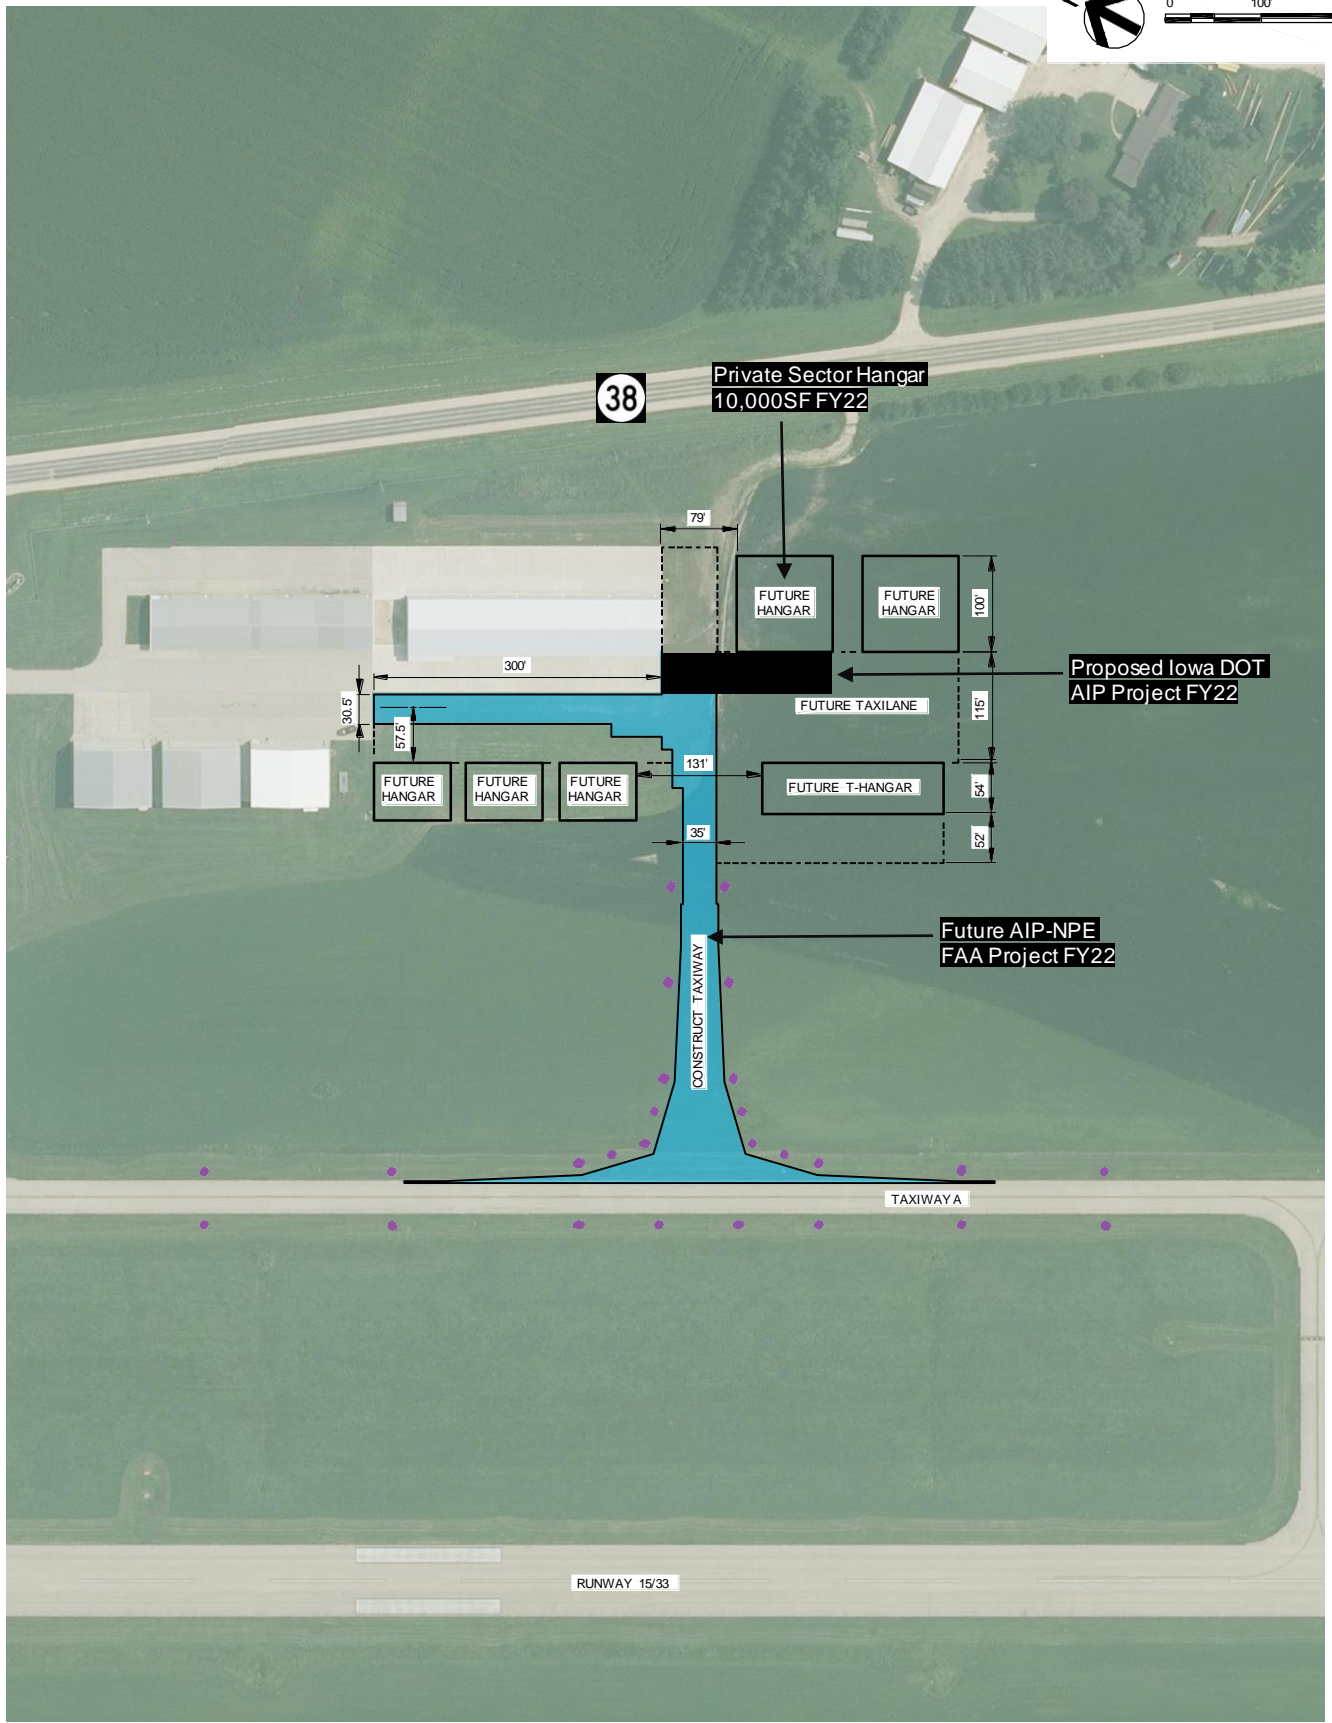 0 100'
Private Sector Hangar
10,000SF FY22
38
79'
FUTURE
HANGAR
FUTURE
HANGAR
100'
300'
Proposed Iowa DOT
AIP Project FY22
30.5'
57.5'
FUTURE TAXILANE
115'
131'
FUTURE
HANGAR
FUTURE
HANGAR
FUTURE
HANGAR
FUTURE T-HANGAR
54'
35'
52'
Future AIP-NPE
FAA Project FY22
CONSTRUCT TAXIWAY
TAXIWAY A
RUNWAY 15/33